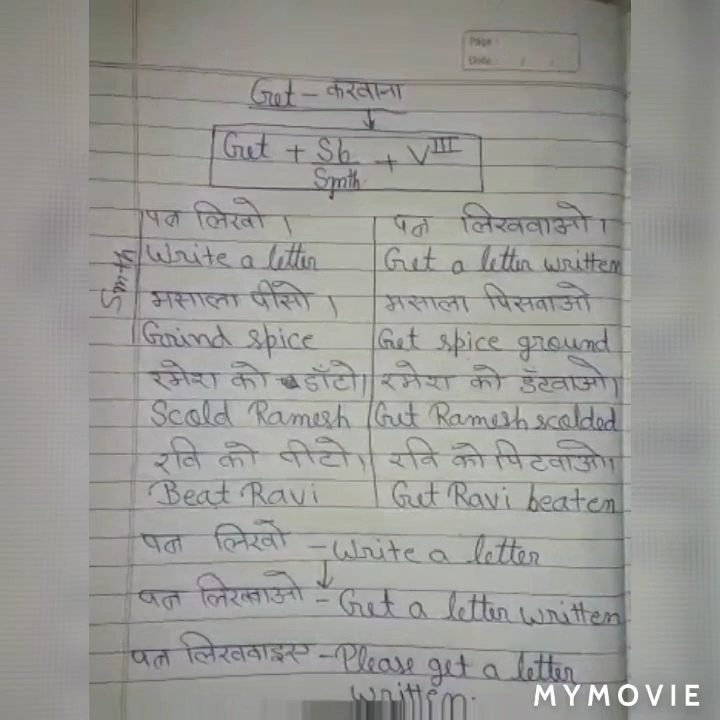 Page :
Date : / /
Get – करवाना
Get + Sb + VIII
Smth.
पत्र लिखो । पत्र लिखवाओ ।
Write a letter Get a letter written
Smth
मसाला पीसो । मसाला पिसवाओ
Grind spice Get spice ground
रमेश को डाँटो। रमेश को डँटवाओ।
Scold Ramesh Get Ramesh scolded
रवि को पीटो। रवि को पिटवाओ।
Beat Ravi Get Ravi beaten
पत्र लिखो – Write a letter
पत्र लिखवाओ – Get a letter written
पत्र लिखवाइए – Please get a letter
written.
MYMOVIE